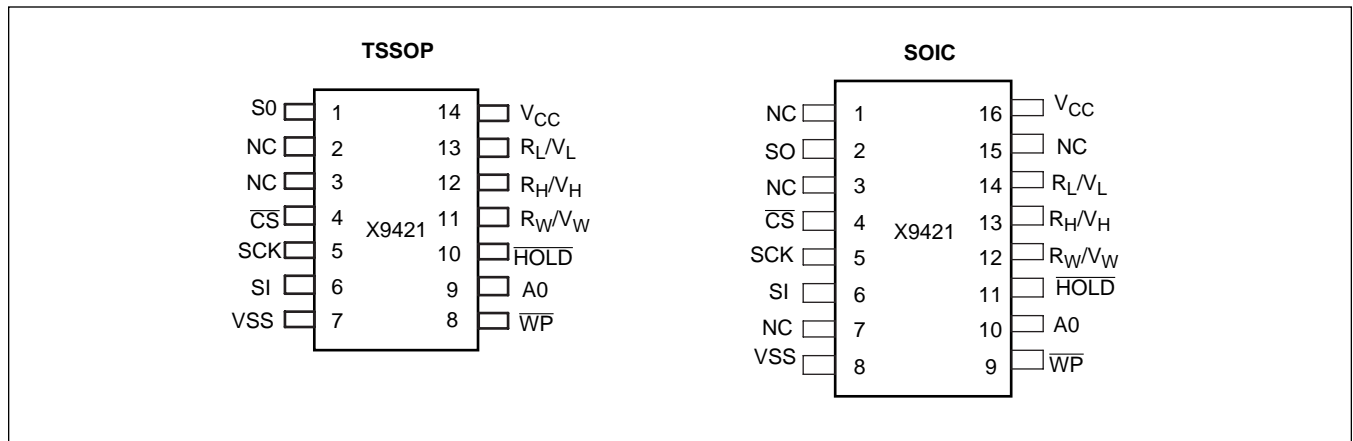 TSSOP
S0 1 14 VCC
NC 2 13 RL/VL
NC 3 12 RH/VH
CS 4 11 RW/VW
X9421
SCK 5 10 HOLD
SI 6 9 A0
VSS 7 8 WP
SOIC
NC 1 16 VCC
SO 2 15 NC
NC 3 14 RL/VL
CS 4 13 RH/VH
X9421
SCK 5 12 RW/VW
SI 6 11 HOLD
NC 7 10 A0
VSS 8 9 WP